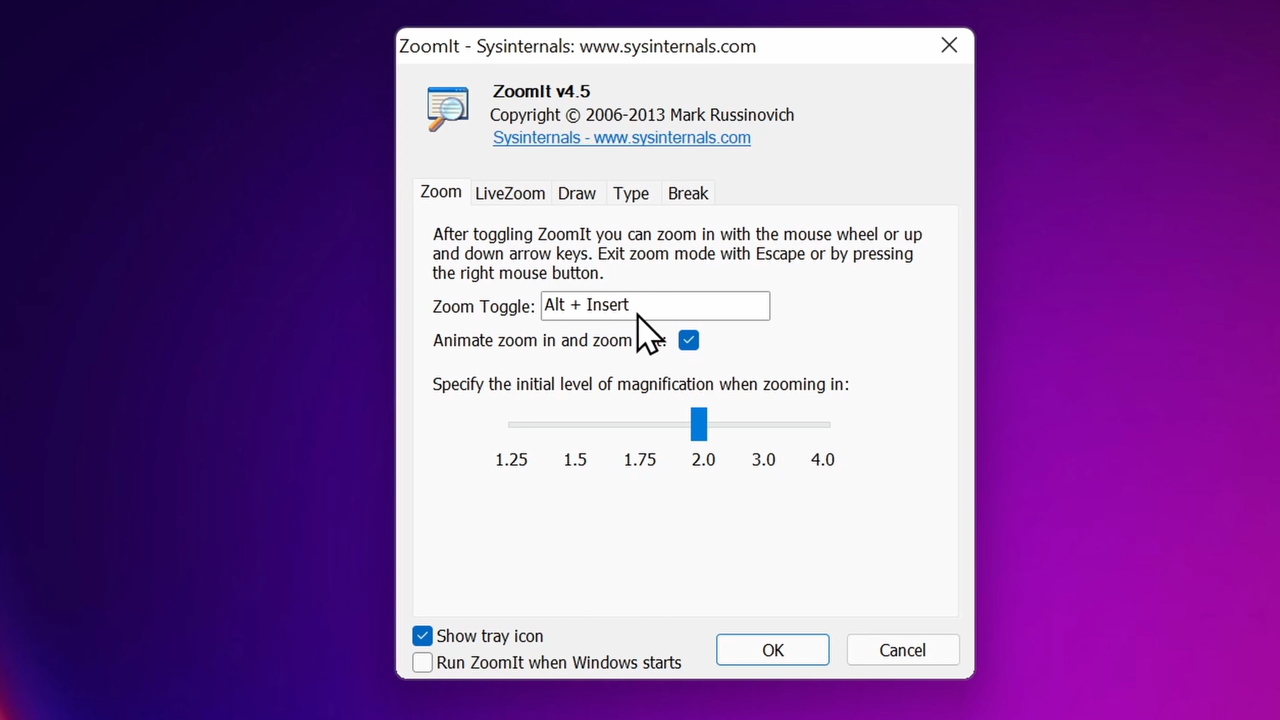 ZoomIt - Sysinternals: www.sysinternals.com
ZoomIt v4.5
Copyright © 2006-2013 Mark Russinovich
Sysinternals - www.sysinternals.com
Zoom LiveZoom Draw Type Break
After toggling ZoomIt you can zoom in with the mouse wheel or up
and down arrow keys. Exit zoom mode with Escape or by pressing
the right mouse button.
Zoom Toggle: Alt + Insert
Animate zoom in and zoom
Specify the initial level of magnification when zooming in:
1.25 1.5 1.75 2.0 3.0 4.0
Show tray icon
Run ZoomIt when Windows starts
OK Cancel